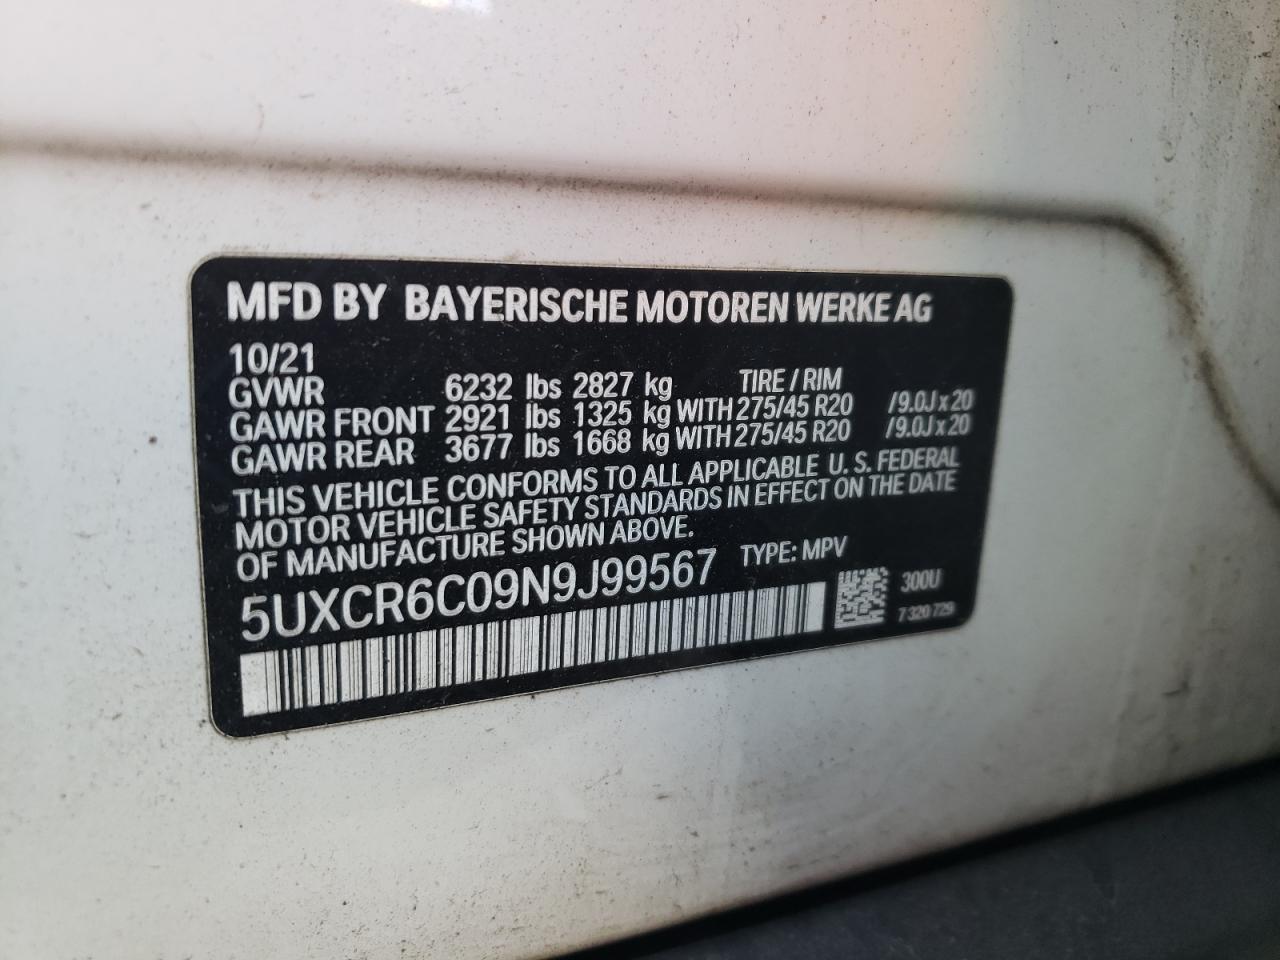 MFD BY BAYERISCHE MOTOREN WERKE AG
10/21
GVWR 6232 lbs 2827 kg TIRE / RIM
GAWR FRONT 2921 lbs 1325 kg WITH 275/45 R20 /9.0J x 20
GAWR REAR 3677 lbs 1668 kg WITH 275/45 R20 /9.0J x 20
THIS VEHICLE CONFORMS TO ALL APPLICABLE U. S. FEDERAL
MOTOR VEHICLE SAFETY STANDARDS IN EFFECT ON THE DATE
OF MANUFACTURE SHOWN ABOVE.
5UXCR6C09N9J99567 TYPE: MPV
300U
7 320 729